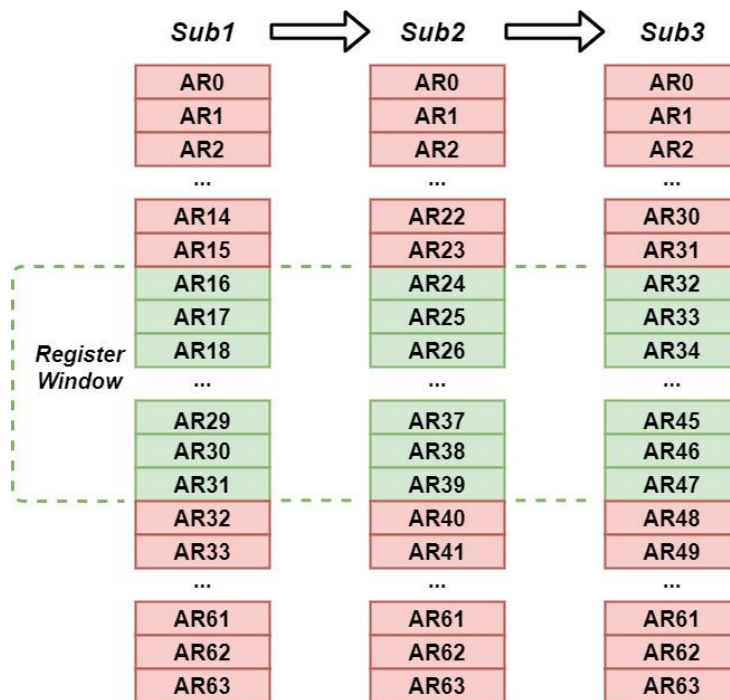 Sub1 Sub2 Sub3
AR0 AR0 AR0
AR1 AR1 AR1
AR2 AR2 AR2
... ... ...
AR14 AR22 AR30
AR15 AR23 AR31
AR16 AR24 AR32
AR17 AR25 AR33
Register
Window
AR18 AR26 AR34
... ... ...
AR29 AR37 AR45
AR30 AR38 AR46
AR31 AR39 AR47
AR32 AR40 AR48
AR33 AR41 AR49
... ... ...
AR61 AR61 AR61
AR62 AR62 AR62
AR63 AR63 AR63